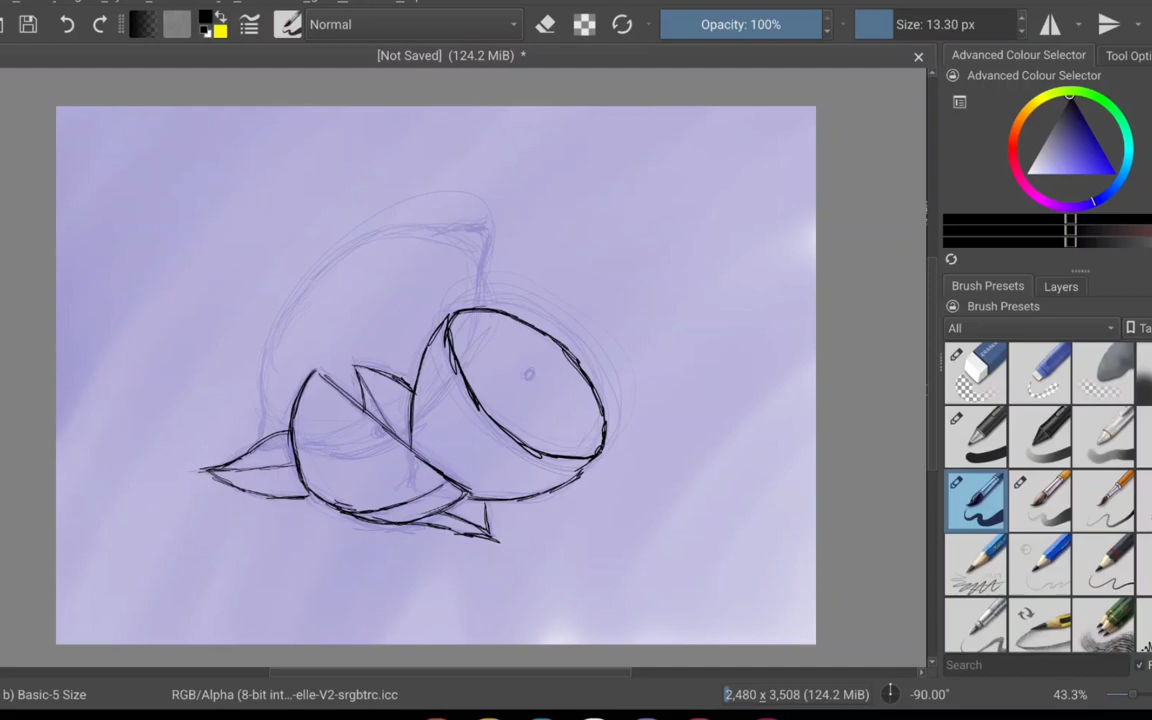 Normal
Opacity: 100%
Size: 13.30 px
[Not Saved] (124.2 MiB) *
Advanced Colour Selector
Tool Opti
Advanced Colour Selector
Brush Presets
Layers
Brush Presets
All
Ta
Search
b) Basic-5 Size
RGB/Alpha (8-bit int...-elle-V2-srgbtrc.icc
2,480 x 3,508 (124.2 MiB)
-90.00°
43.3%